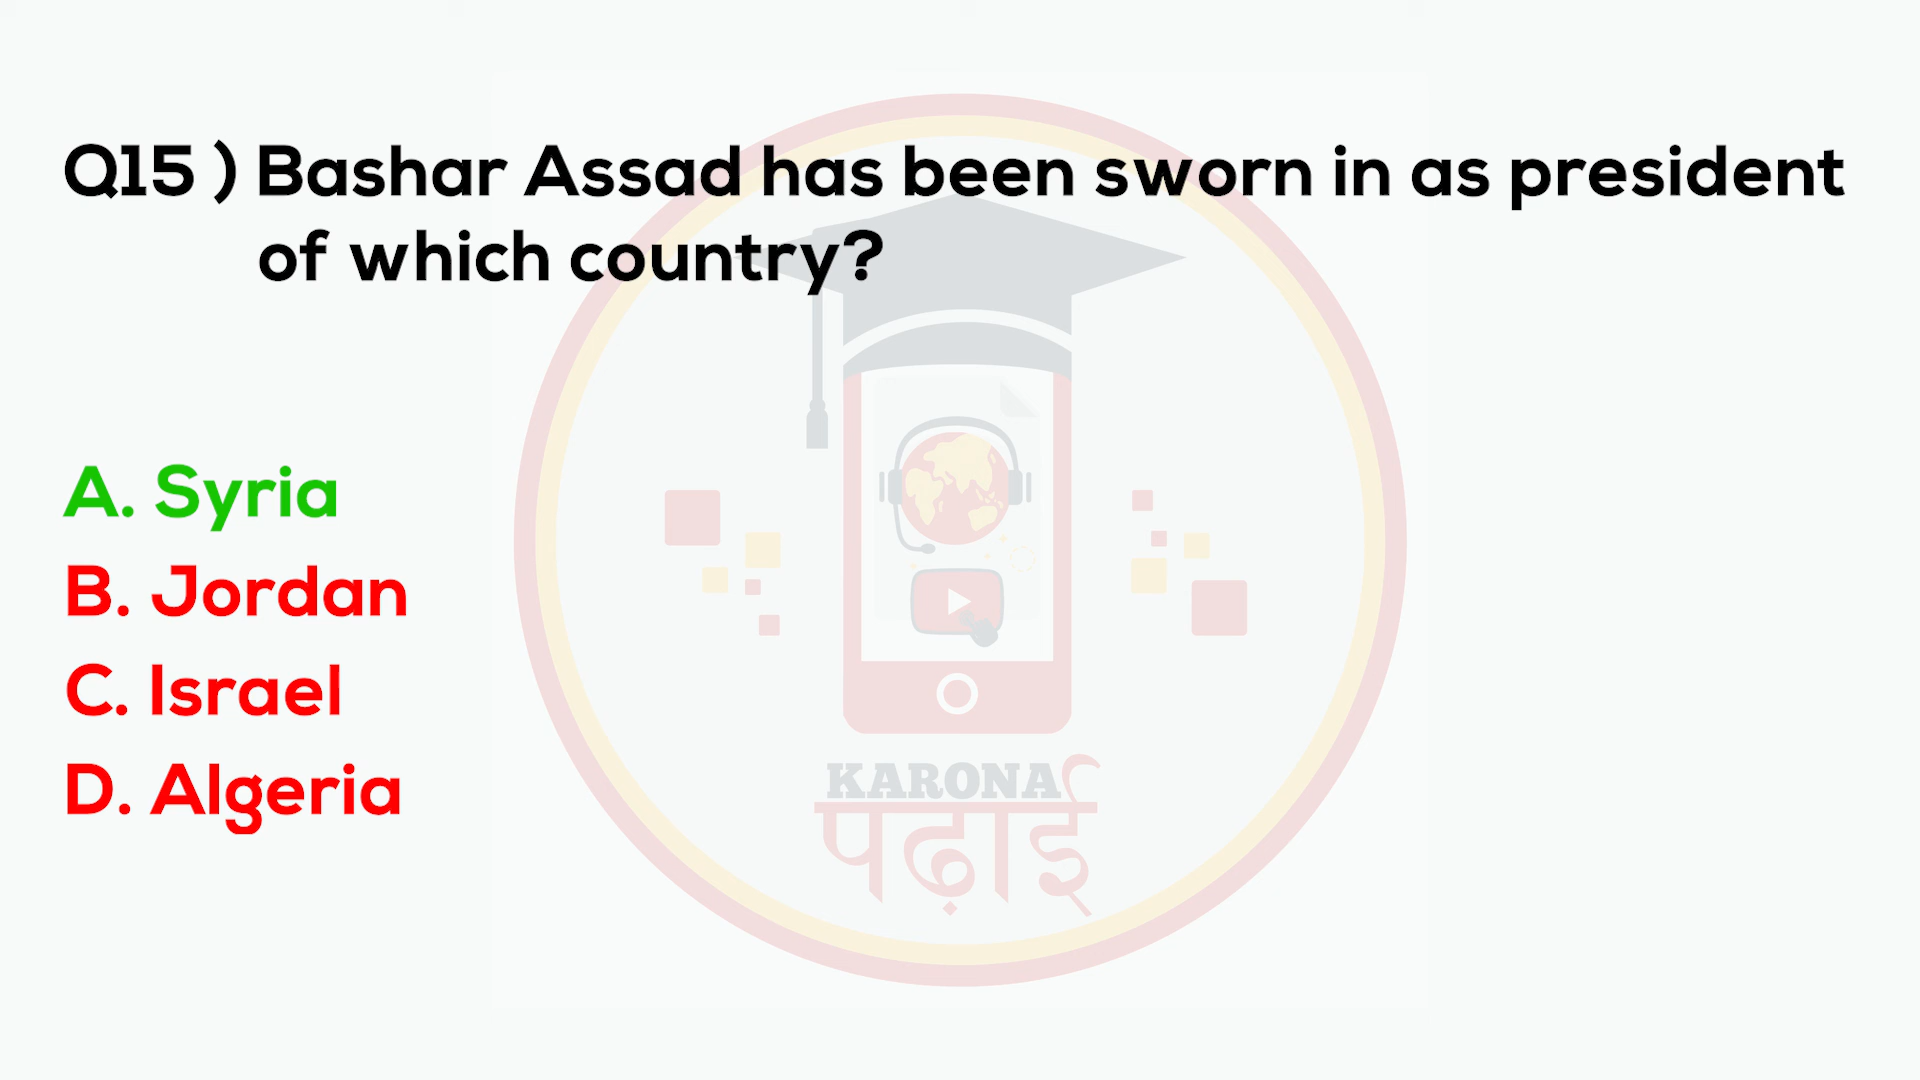 Q15 ) Bashar Assad has been sworn in as president
of which country?
A. Syria
B. Jordan
C. Israel
D. Algeria
KARONA
पढ़ाई